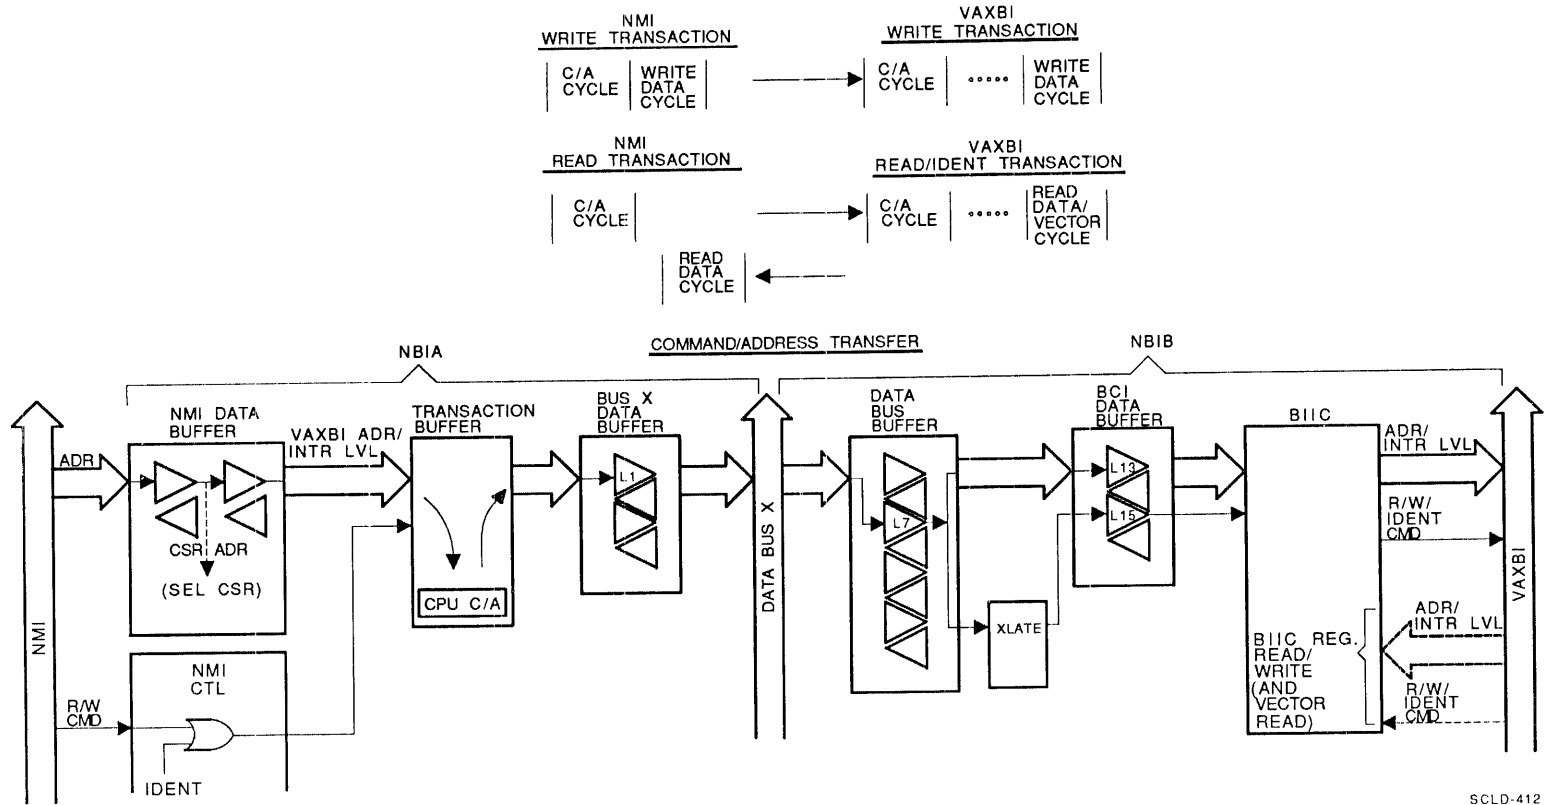 NMI
WRITE TRANSACTION
C/A
CYCLE
WRITE
DATA
CYCLE
VAXBI
WRITE TRANSACTION
C/A
CYCLE
WRITE
DATA
CYCLE
NMI
READ TRANSACTION
C/A
CYCLE
READ
DATA
CYCLE
VAXBI
READ/IDENT TRANSACTION
C/A
CYCLE
READ
DATA/
VECTOR
CYCLE
COMMAND/ADDRESS TRANSFER
NBIA
NBIB
NMI
ADR
NMI DATA
BUFFER
CSR ADR
(SEL CSR)
VAXBI ADR/
INTR LVL
R/W
CMD
NMI
CTL
IDENT
TRANSACTION
BUFFER
CPU C/A
BUS X
DATA
BUFFER
L1
DATA BUS X
DATA
BUS
BUFFER
L7
XLATE
BCI
DATA
BUFFER
L13
L15
BIIC
BIIC REG.
READ/
WRITE
(AND
VECTOR
READ)
ADR/
INTR LVL
R/W/
IDENT
CMD
ADR/
INTR LVL
R/W/
IDENT
CMD
VAXBI
SCLD-412